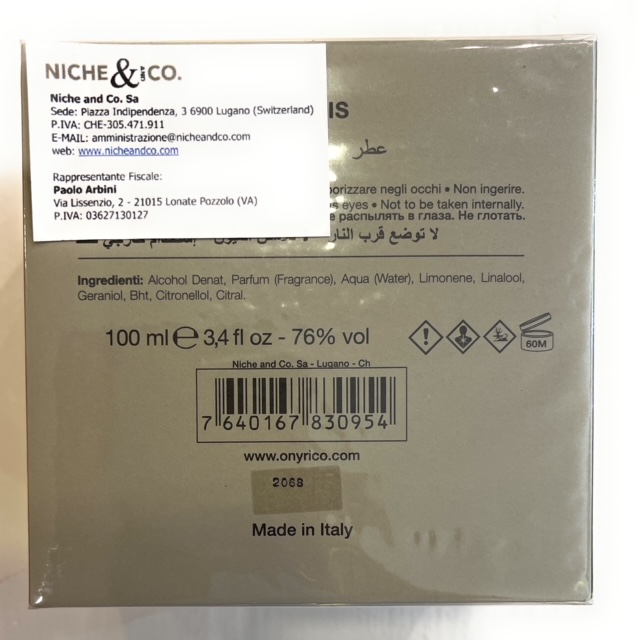 NICHE & AND CO.
Niche and Co. Sa
Sede: Piazza Indipendenza, 3 6900 Lugano (Switzerland)
P.IVA: CHE-305.471.911
E-MAIL: amministrazione@nicheandco.com
web: www.nicheandco.com
Rappresentante Fiscale:
Paolo Arbini
Via Lissenzio, 2 - 21015 Lonate Pozzolo (VA)
P.IVA: 03627130127
IS
عطر
negli occhi • Non ingerire.
eyes • Not to be taken internally.
распылять в глаза. Не глотать.
لا توضع قرب النار
Ingredienti: Alcohol Denat, Parfum (Fragrance), Aqua (Water), Limonene, Linalool,
Geraniol, Bht, Citronellol, Citral.
100 ml ℮ 3,4 fl oz - 76% vol
60M
Niche and Co. Sa - Lugano - Ch
7 640167 830954
www.onyrico.com
2068
Made in Italy